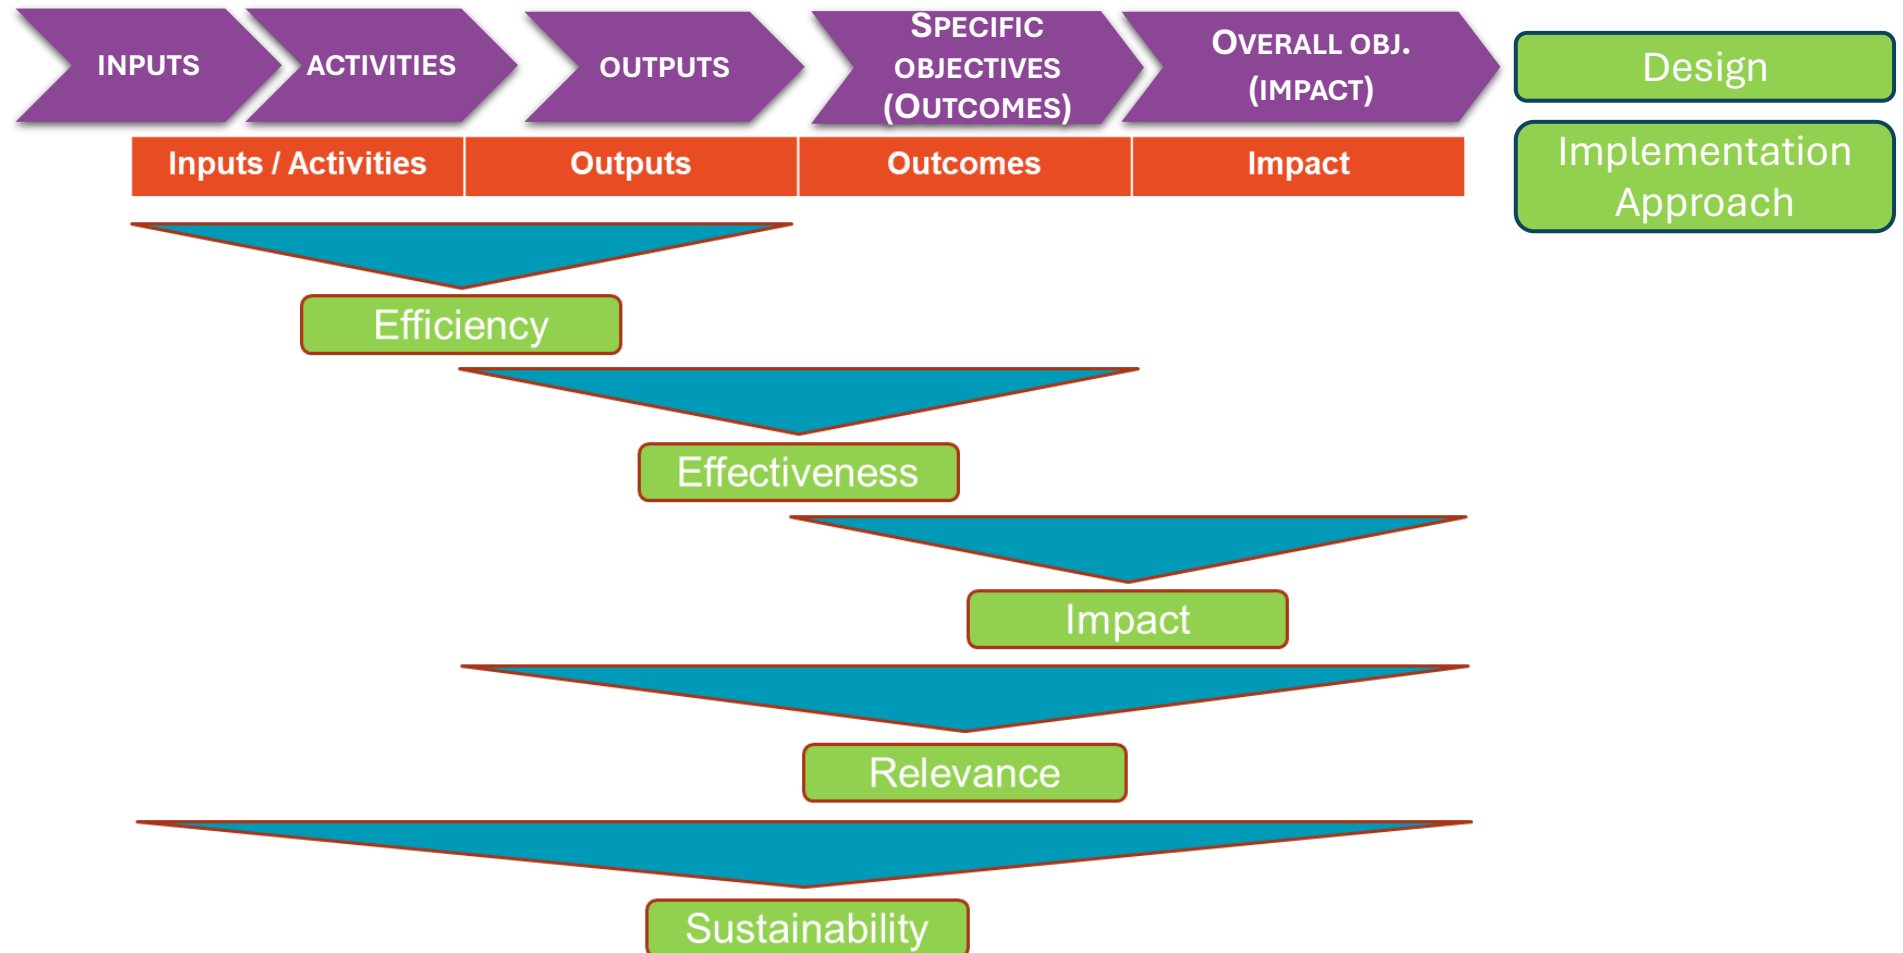 INPUTS
ACTIVITIES
OUTPUTS
SPECIFIC
OBJECTIVES
(OUTCOMES)
OVERALL OBJ.
(IMPACT)
Design
Implementation
Approach
Inputs / Activities
Outputs
Outcomes
Impact
Efficiency
Effectiveness
Impact
Relevance
Sustainability